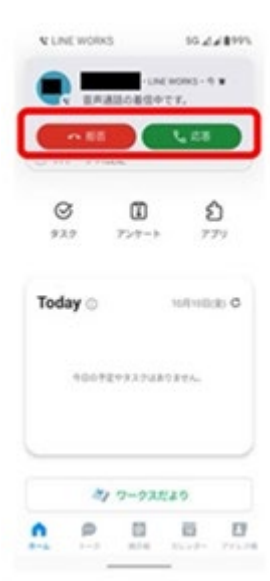 LINE WORKS 5G 99%
LINE WORKS・今
音声通話の着信中です。
拒否 応答
タスク アンケート アプリ
Today 10月10日(金)
今日の予定やタスクはありません。
ワークスだより
ホーム トーク 掲示板 カレンダー アドレス帳